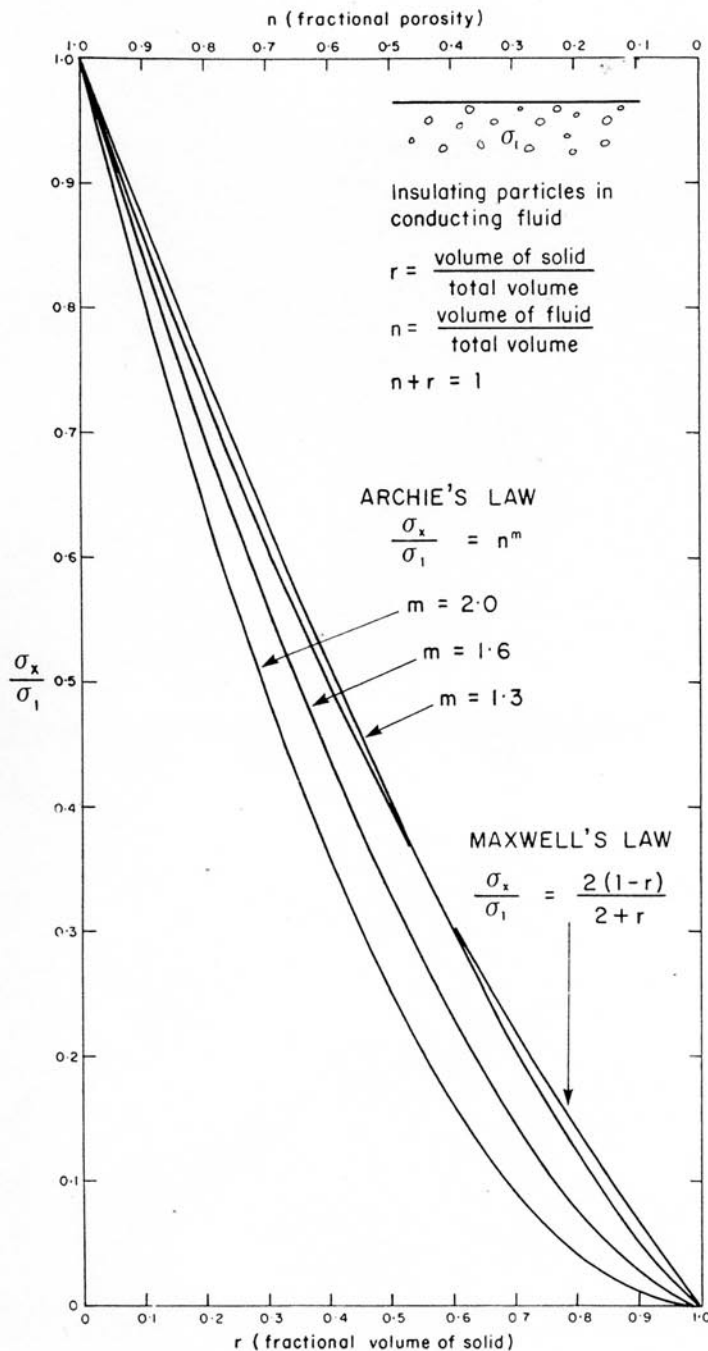 n (fractional porosity)
1·0 0·9 0·8 0·7 0·6 0·5 0·4 0·3 0·2 0·1 0
1·0
0·9
0·8
0·7
0·6
0·5
0·4
0·3
0·2
0·1
0
σx
σ1
σ1
Insulating particles in
conducting fluid
r = volume of solid
total volume
n = volume of fluid
total volume
n + r = 1
ARCHIE'S LAW
σx
σ1 = n^m
m = 2·0
m = 1·6
m = 1·3
MAXWELL'S LAW
σx
σ1 = 2 (1-r)
2 + r
0 0·1 0·2 0·3 0·4 0·5 0·6 0·7 0·8 0·9 1·0
r (fractional volume of solid)